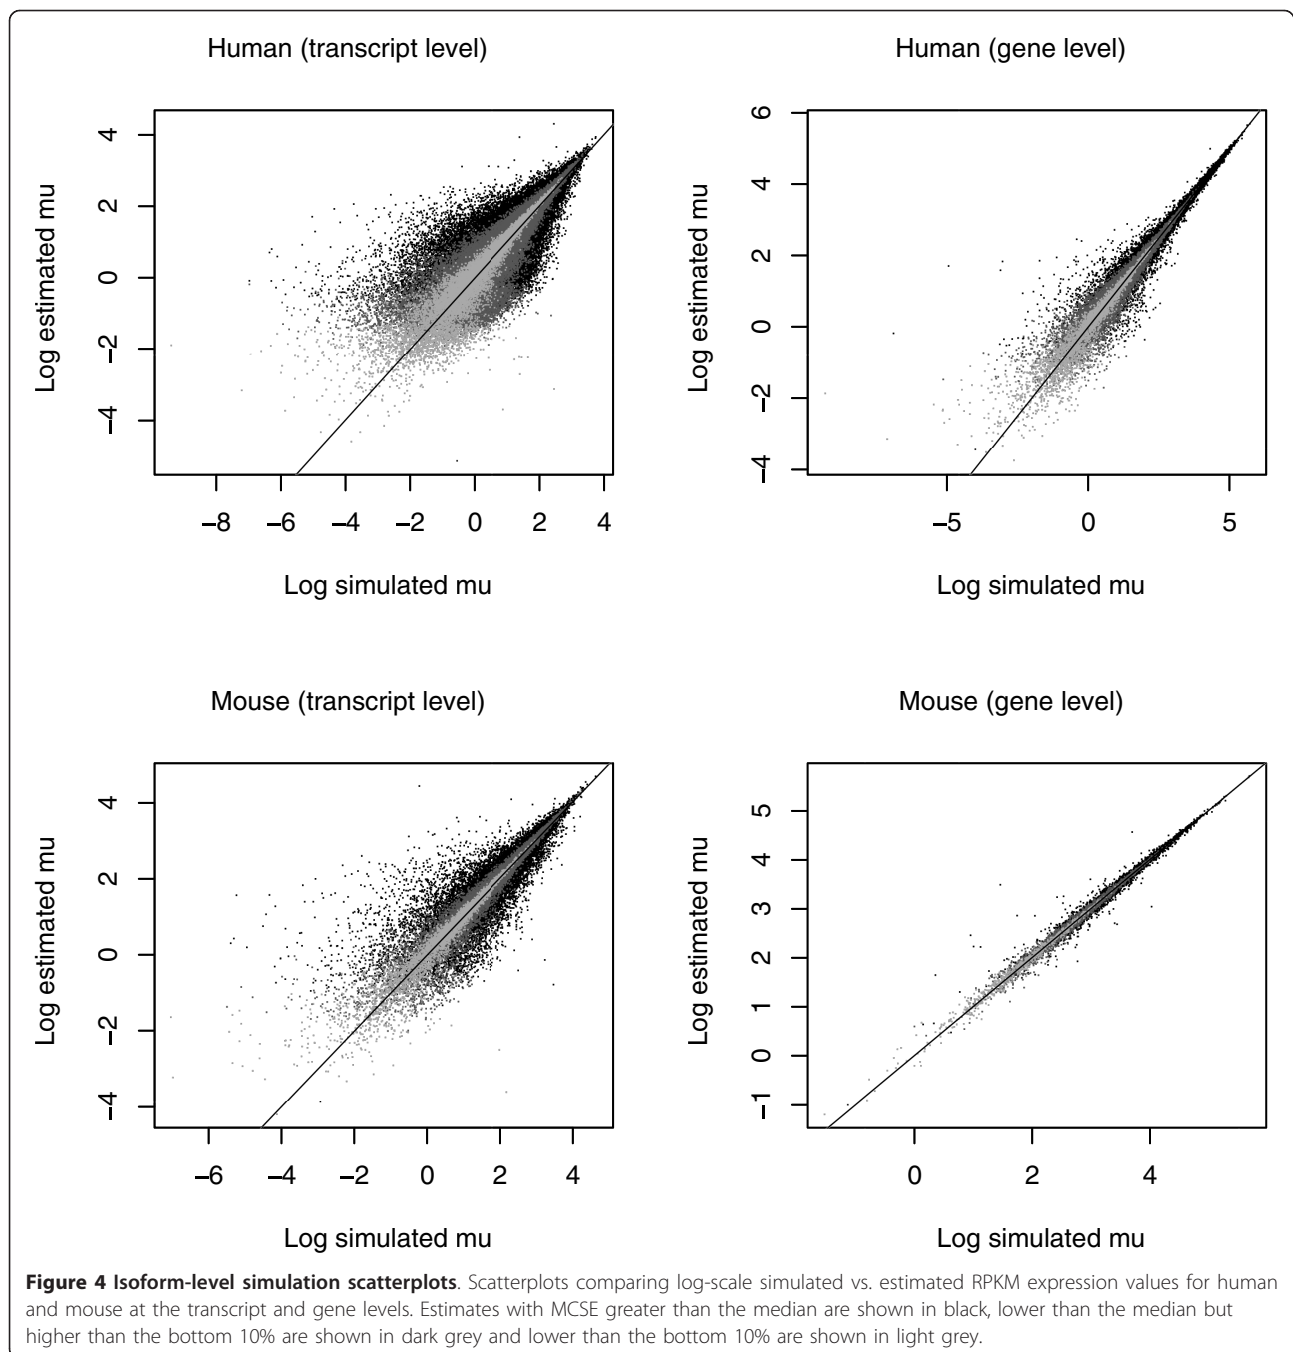 Human (transcript level)
Log estimated mu
4
2
0
−2
−4
−8 −6 −4 −2 0 2 4
Log simulated mu
Human (gene level)
Log estimated mu
6
4
2
0
−2
−4
−5 0 5
Log simulated mu
Mouse (transcript level)
Log estimated mu
4
2
0
−2
−4
−6 −4 −2 0 2 4
Log simulated mu
Mouse (gene level)
Log estimated mu
5
4
3
2
1
0
−1
0 2 4
Log simulated mu
Figure 4 Isoform-level simulation scatterplots. Scatterplots comparing log-scale simulated vs. estimated RPKM expression values for human
and mouse at the transcript and gene levels. Estimates with MCSE greater than the median are shown in black, lower than the median but
higher than the bottom 10% are shown in dark grey and lower than the bottom 10% are shown in light grey.